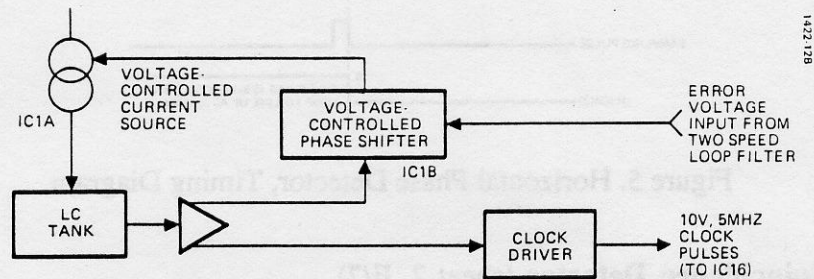 1422-12B
VOLTAGE-
CONTROLLED
CURRENT
SOURCE
IC1A
VOLTAGE-
CONTROLLED
PHASE SHIFTER
IC1B
ERROR
VOLTAGE
INPUT FROM
TWO SPEED
LOOP FILTER
LC
TANK
CLOCK
DRIVER
10V, 5MHZ
CLOCK
PULSES
(TO IC16)
Figure 5. Horizontal Phase Detector, Timing Diagram